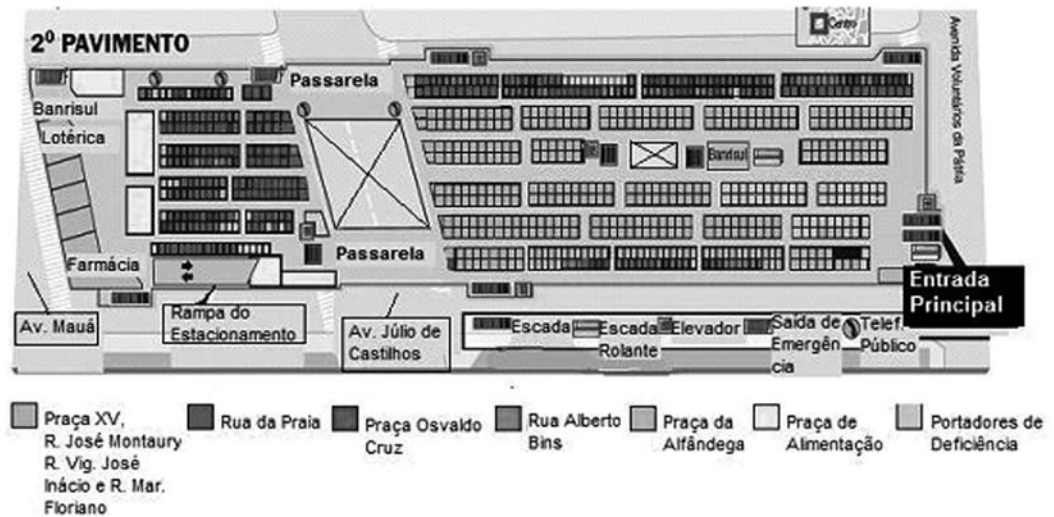 2º PAVIMENTO
Centro
Avenida Voluntários da Pátria
Passarela
Banrisul
Lotérica
Banrisul
Passarela
Farmácia
Entrada
Principal
Rampa do
Estacionamento
Av. Mauá
Av. Júlio de
Castilhos
Escada
Escada
Rolante
Elevador
Saída de
Emergên
cia
Telef.
Público
Praça XV,
R. José Montaury
R. Vig. José
Inácio e R. Mar.
Floriano
Rua da Praia
Praça Osvaldo
Cruz
Rua Alberto
Bins
Praça da
Alfândega
Praça de
Alimentação
Portadores de
Deficiência